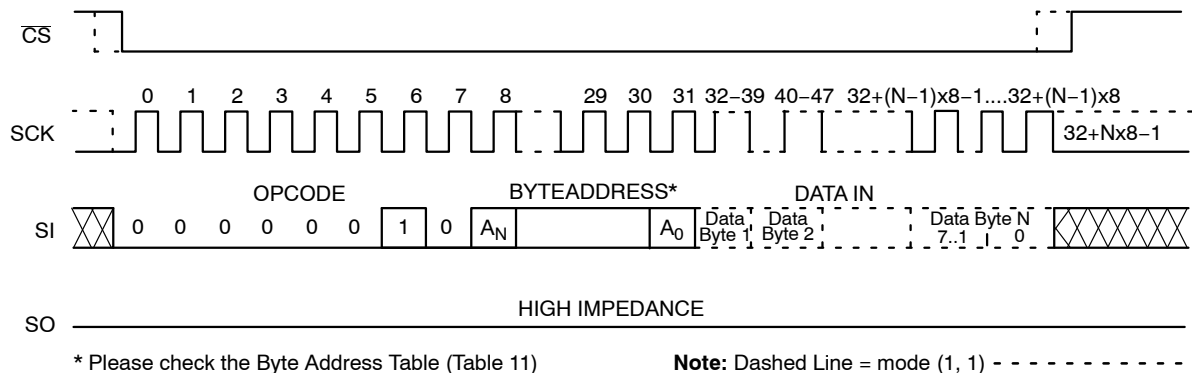 CS
0 1 2 3 4 5 6 7 8 29 30 31 32–39 40–47 32+(N–1)x8–1....32+(N–1)x8
SCK 32+Nx8–1
OPCODE BYTEADDRESS* DATA IN
SI 0 0 0 0 0 0 1 0 AN A0 Data Byte 1 Data Byte 2 Data Byte N 7..1 0
HIGH IMPEDANCE
SO
* Please check the Byte Address Table (Table 11) Note: Dashed Line = mode (1, 1)